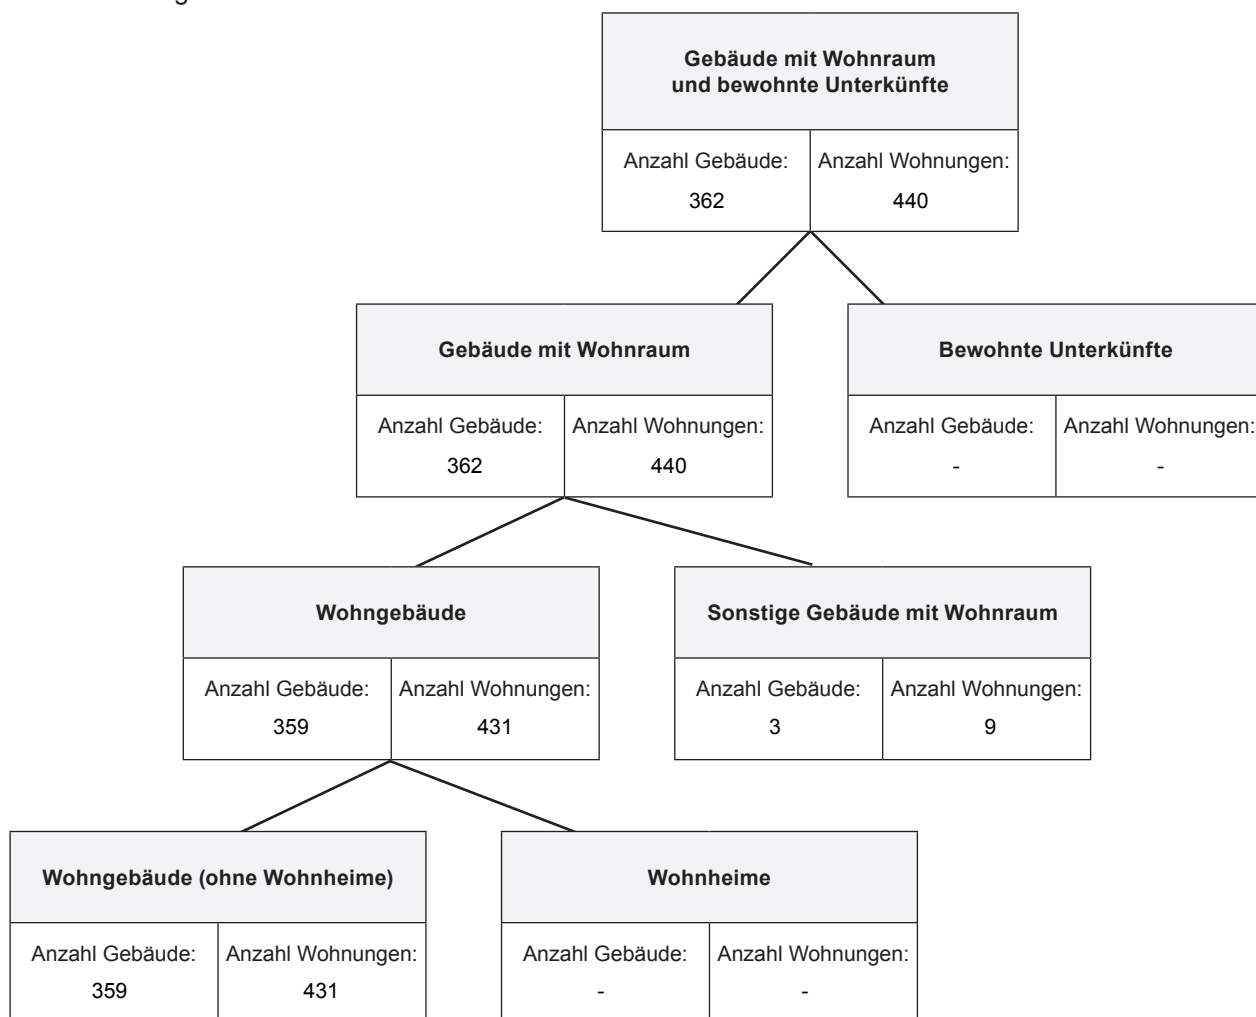 Gebäude mit Wohnraum
und bewohnte Unterkünfte
Anzahl Gebäude:
362
Anzahl Wohnungen:
440
Gebäude mit Wohnraum
Anzahl Gebäude:
362
Anzahl Wohnungen:
440
Bewohnte Unterkünfte
Anzahl Gebäude:
-
Anzahl Wohnungen:
-
Wohngebäude
Anzahl Gebäude:
359
Anzahl Wohnungen:
431
Sonstige Gebäude mit Wohnraum
Anzahl Gebäude:
3
Anzahl Wohnungen:
9
Wohngebäude (ohne Wohnheime)
Anzahl Gebäude:
359
Anzahl Wohnungen:
431
Wohnheime
Anzahl Gebäude:
-
Anzahl Wohnungen:
-